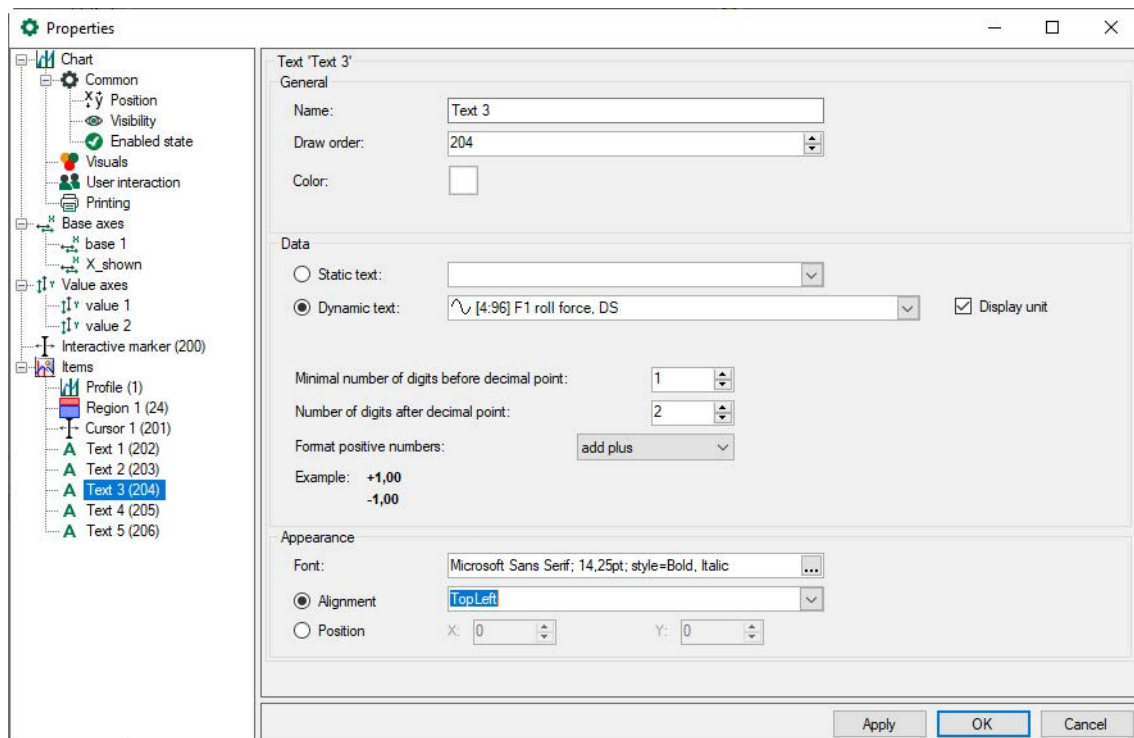 Properties
Chart
Common
Position
Visibility
Enabled state
Visuals
User interaction
Printing
Base axes
base 1
X_shown
Value axes
value 1
value 2
Interactive marker (200)
Items
Profile (1)
Region 1 (24)
Cursor 1 (201)
Text 1 (202)
Text 2 (203)
Text 3 (204)
Text 4 (205)
Text 5 (206)
Text 'Text 3'
General
Name: Text 3
Draw order: 204
Color:
Data
Static text:
Dynamic text: [4:96] F1 roll force, DS Display unit
Minimal number of digits before decimal point: 1
Number of digits after decimal point: 2
Format positive numbers: add plus
Example: +1,00
-1,00
Appearance
Font: Microsoft Sans Serif; 14,25pt; style=Bold, Italic ...
Alignment TopLeft
Position X: 0 Y: 0
Apply OK Cancel